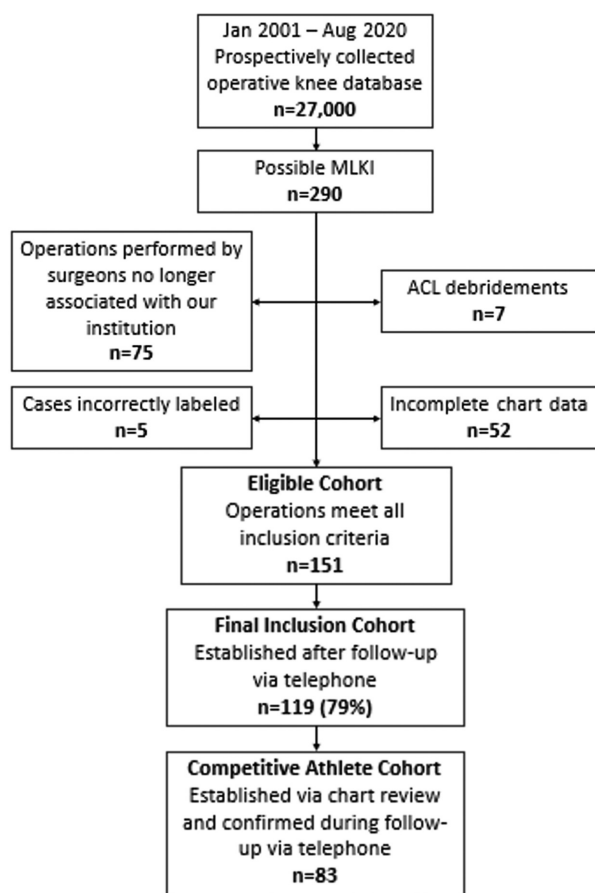 Jan 2001 – Aug 2020
Prospectively collected
operative knee database
n=27,000
Possible MLKI
n=290
Operations performed by
surgeons no longer
associated with our
institution
n=75
ACL debridements
n=7
Cases incorrectly labeled
n=5
Incomplete chart data
n=52
Eligible Cohort
Operations meet all
inclusion criteria
n=151
Final Inclusion Cohort
Established after follow-up
via telephone
n=119 (79%)
Competitive Athlete Cohort
Established via chart review
and confirmed during follow-
up via telephone
n=83